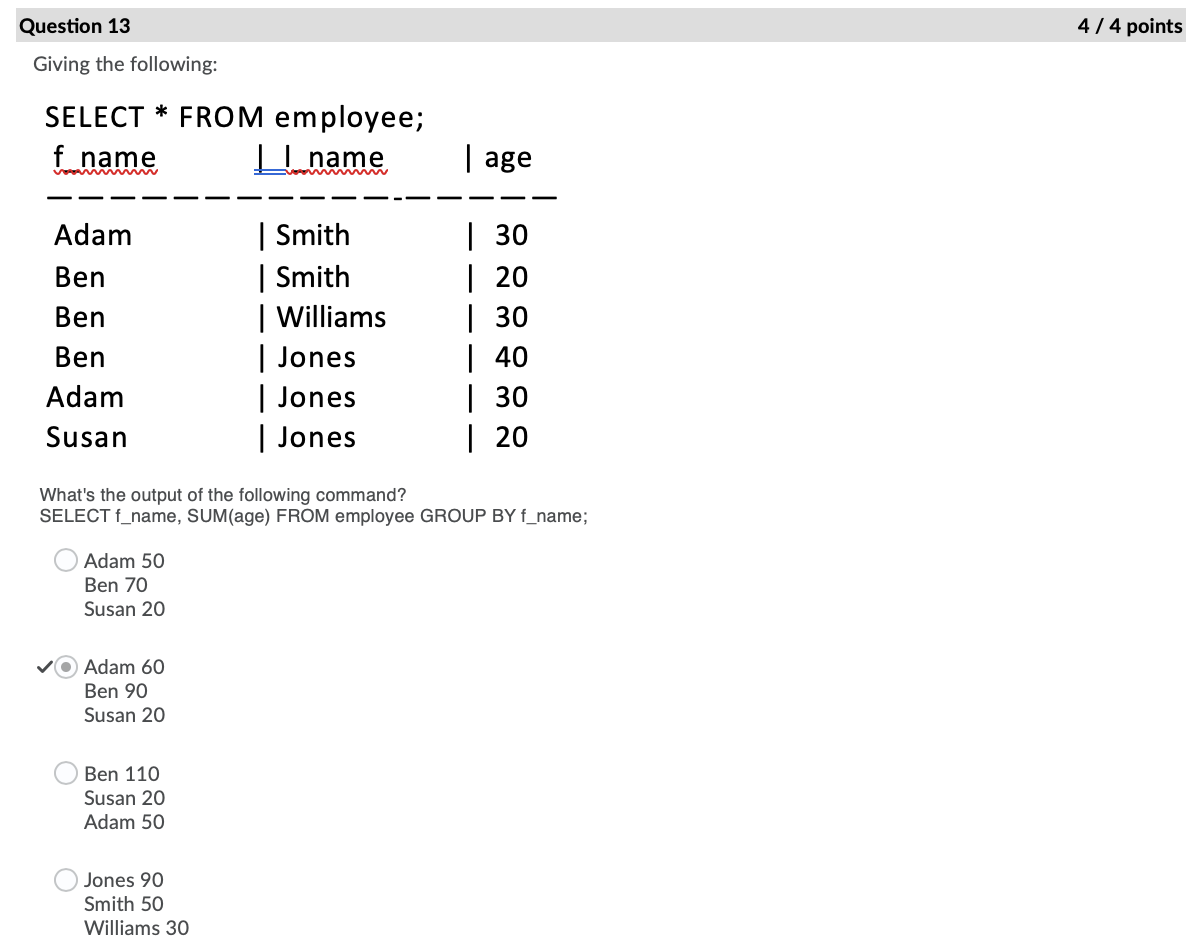 Question 13 4 / 4 points
Giving the following:
SELECT * FROM employee;
f_name | l_name | age
— — — — — — — — — — — -— — — — —
Adam | Smith | 30
Ben | Smith | 20
Ben | Williams | 30
Ben | Jones | 40
Adam | Jones | 30
Susan | Jones | 20
What's the output of the following command?
SELECT f_name, SUM(age) FROM employee GROUP BY f_name;
Adam 50
Ben 70
Susan 20
Adam 60
Ben 90
Susan 20
Ben 110
Susan 20
Adam 50
Jones 90
Smith 50
Williams 30